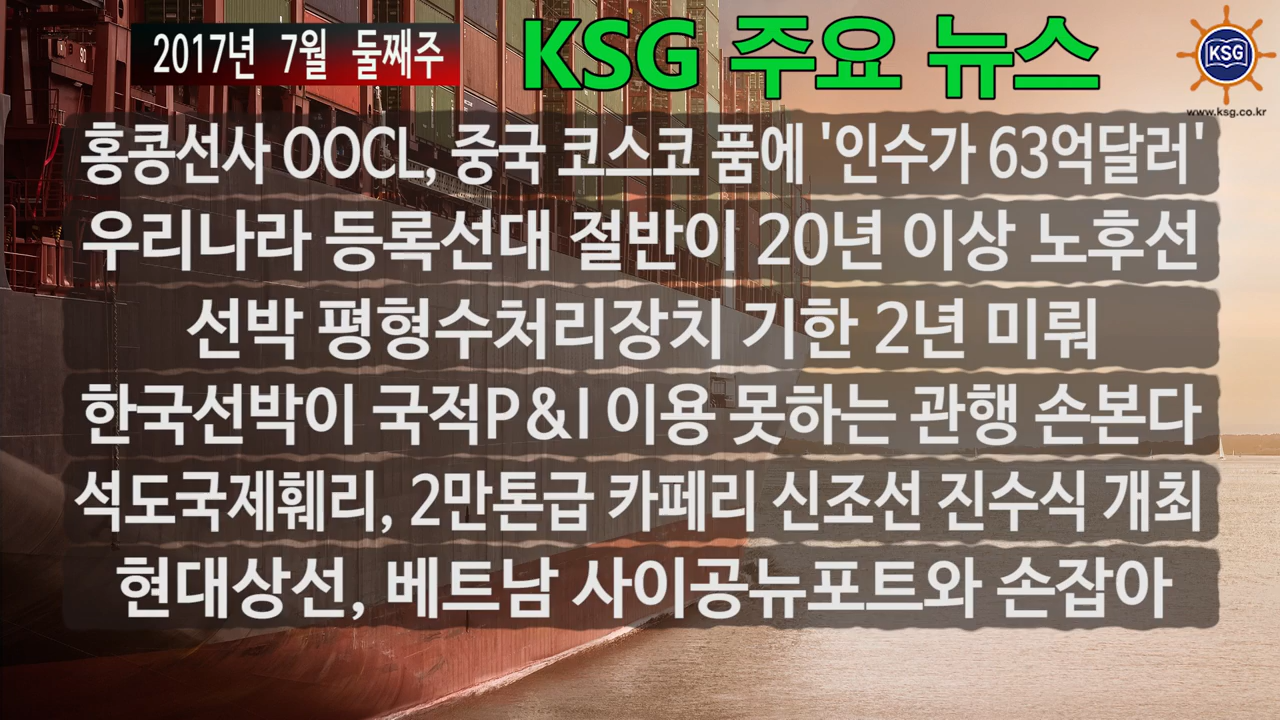 2017년 7월 둘째주
KSG 주요 뉴스
KSG
www.ksg.co.kr
홍콩선사 OOCL, 중국 코스코 품에 '인수가 63억달러'
우리나라 등록선대 절반이 20년 이상 노후선
선박 평형수처리장치 기한 2년 미뤄
한국선박이 국적P&I 이용 못하는 관행 손본다
석도국제훼리, 2만톤급 카페리 신조선 진수식 개최
현대상선, 베트남 사이공뉴포트와 손잡아